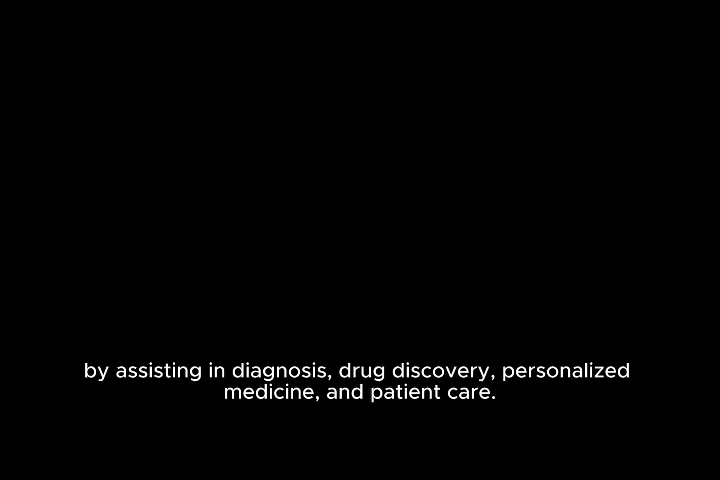 by assisting in diagnosis, drug discovery, personalized
medicine, and patient care.